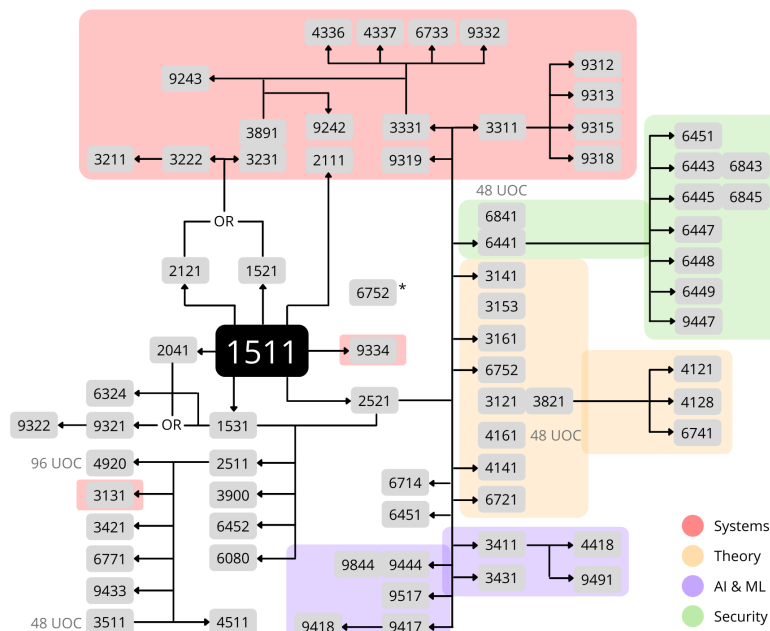 4336 4337 6733 9332
9312
9243
9313
3891 9242 3331 3311 9315
3211 3222 3231 2111 9319 9318
6451
6443 6843
48 UOC
6445 6845
6841
OR
6447
6441
6448
2121 1521 3141
6752 * 6449
3153
9447
3161
2041 1511 9334
6752 4121
6324
3121 3821 4128
2521
9322 9321 OR 1531
4161 48 UOC 6741
96 UOC 4920 2511 4141
6714
3131 3900 6721
6451
3421 6452 Systems
3411 4418
6771 6080 Theory
9844 9444
3431 9491
9433 9517 AI & ML
48 UOC 3511 4511 9418 9417 Security